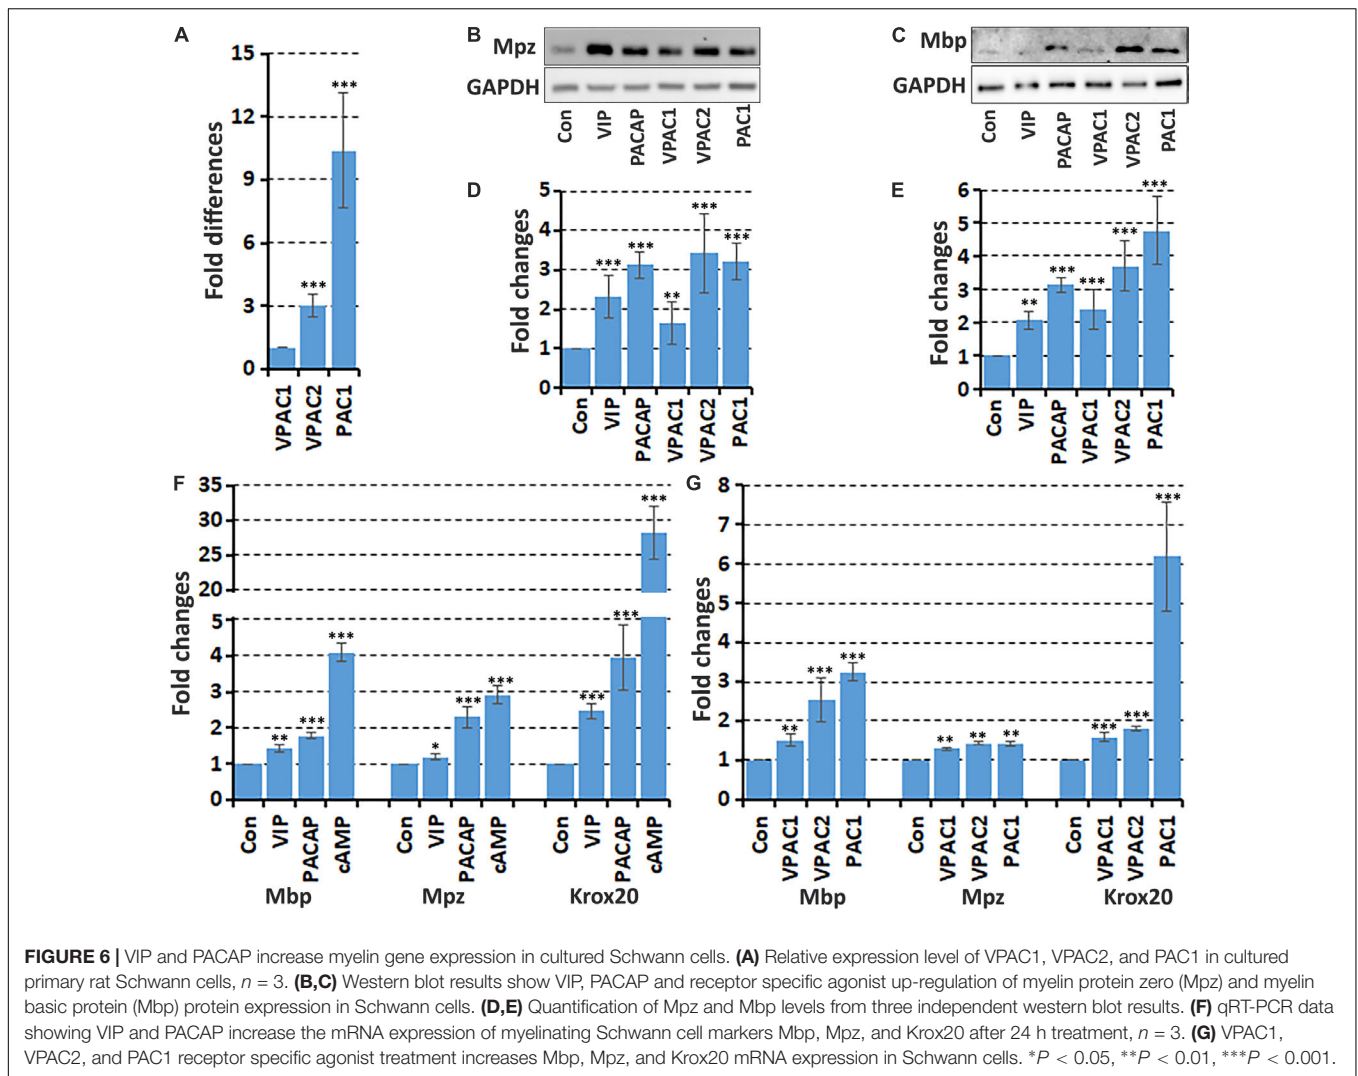 A
15
12
9
6
3
0
Fold differences
***
***
VPAC1 VPAC2 PAC1
B
Mpz
GAPDH
Con VIP PACAP VPAC1 VPAC2 PAC1
C
Mbp
GAPDH
Con VIP PACAP VPAC1 VPAC2 PAC1
D
5
4
3
2
1
0
Fold changes
*** *** ** *** ***
Con VIP PACAP VPAC1 VPAC2 PAC1
E
6
5
4
3
2
1
0
Fold changes
** *** *** *** ***
Con VIP PACAP VPAC1 VPAC2 PAC1
F
35
30
25
20
5
4
3
2
1
0
Fold changes
** *** *** * *** *** *** *** ***
Con VIP PACAP cAMP Con VIP PACAP cAMP Con VIP PACAP cAMP
Mbp Mpz Krox20
G
8
7
6
5
4
3
2
1
0
Fold changes
** *** *** ** ** ** *** *** ***
Con VPAC1 VPAC2 PAC1 Con VPAC1 VPAC2 PAC1 Con VPAC1 VPAC2 PAC1
Mbp Mpz Krox20
FIGURE 6 | VIP and PACAP increase myelin gene expression in cultured Schwann cells. (A) Relative expression level of VPAC1, VPAC2, and PAC1 in cultured
primary rat Schwann cells, n = 3. (B,C) Western blot results show VIP, PACAP and receptor specific agonist up-regulation of myelin protein zero (Mpz) and myelin
basic protein (Mbp) protein expression in Schwann cells. (D,E) Quantification of Mpz and Mbp levels from three independent western blot results. (F) qRT-PCR data
showing VIP and PACAP increase the mRNA expression of myelinating Schwann cell markers Mbp, Mpz, and Krox20 after 24 h treatment, n = 3. (G) VPAC1,
VPAC2, and PAC1 receptor specific agonist treatment increases Mbp, Mpz, and Krox20 mRNA expression in Schwann cells. *P < 0.05, **P < 0.01, ***P < 0.001.